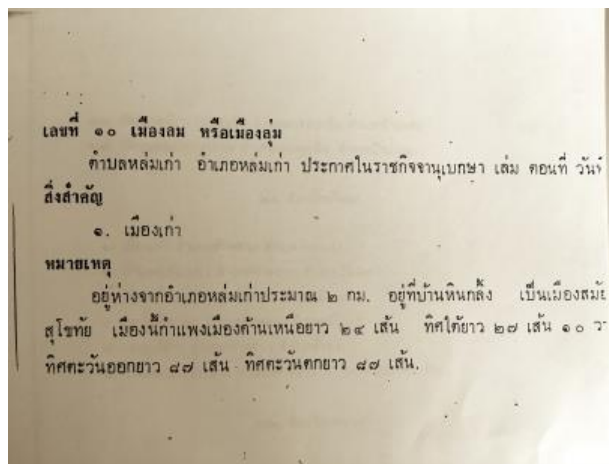 เลขที่ ๑๐ เมืองลม หรือเมืองลุ่ม
ตำบลหล่มเก่า อำเภอหล่มเก่า ประกาศในราชกิจจานุเบกษา เล่ม ตอนที่
สิ่งสำคัญ
๑. เมืองเก่า
หมายเหตุ
อยู่ห่างจากอำเภอหล่มเก่าประมาณ ๒ กม. อยู่ที่บ้านหินกลิ้ง เป็นเมืองสมัย
สุโขทัย เมืองนี้กำแพงเมืองด้านเหนือยาว ๒๔ เส้น ทิศใต้ยาว ๒๗ เส้น ๑๐
ทิศตะวันออกยาว ๘๗ เส้น ทิศตะวันตกยาว ๘๗ เส้น.